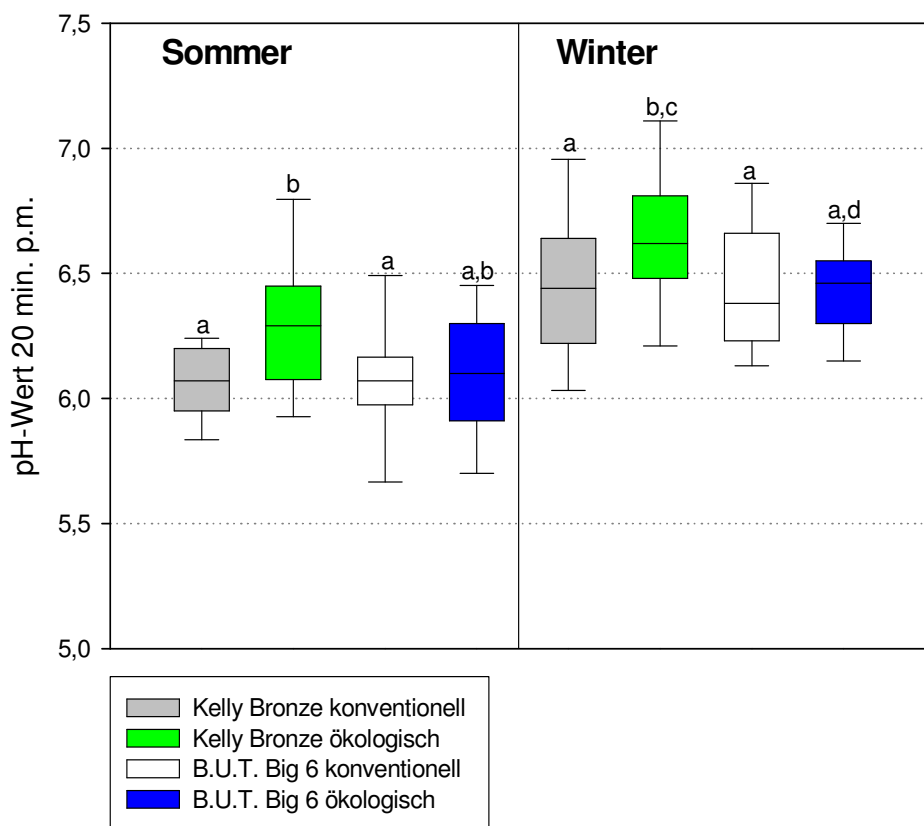 7,5
Sommer
Winter
b,c
7,0
a
b
a
a,d
a
6,5
a,b
a
6,0
5,5
5,0
pH-Wert 20 min. p.m.
Kelly Bronze konventionell
Kelly Bronze ökologisch
B.U.T. Big 6 konventionell
B.U.T. Big 6 ökologisch